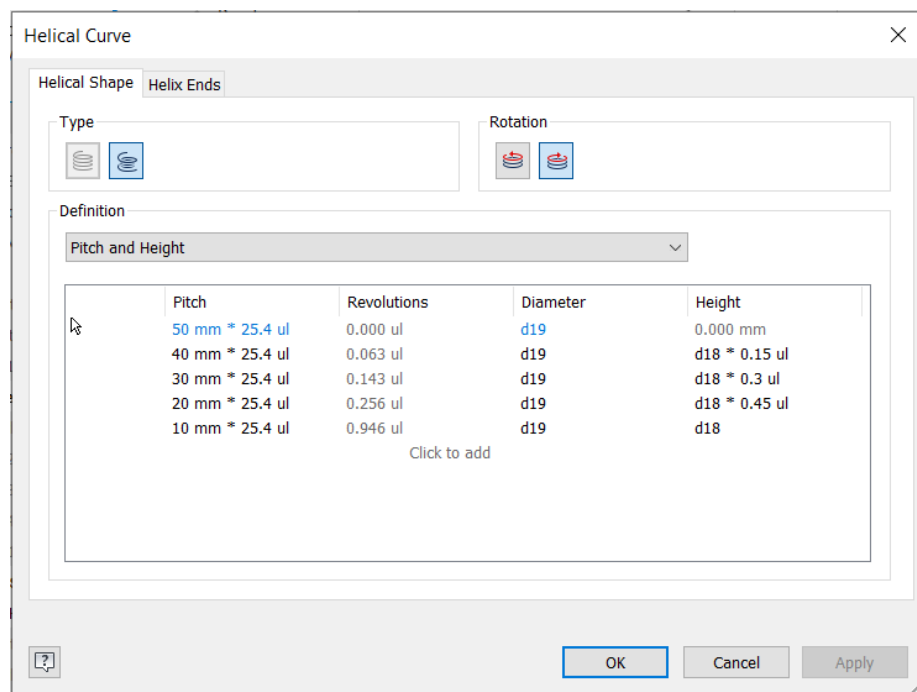 Helical Curve
Helical Shape Helix Ends
Type Rotation
Definition
Pitch and Height
Pitch Revolutions Diameter Height
50 mm * 25.4 ul 0.000 ul d19 0.000 mm
40 mm * 25.4 ul 0.063 ul d19 d18 * 0.15 ul
30 mm * 25.4 ul 0.143 ul d19 d18 * 0.3 ul
20 mm * 25.4 ul 0.256 ul d19 d18 * 0.45 ul
10 mm * 25.4 ul 0.946 ul d19 d18
Click to add
? OK Cancel Apply